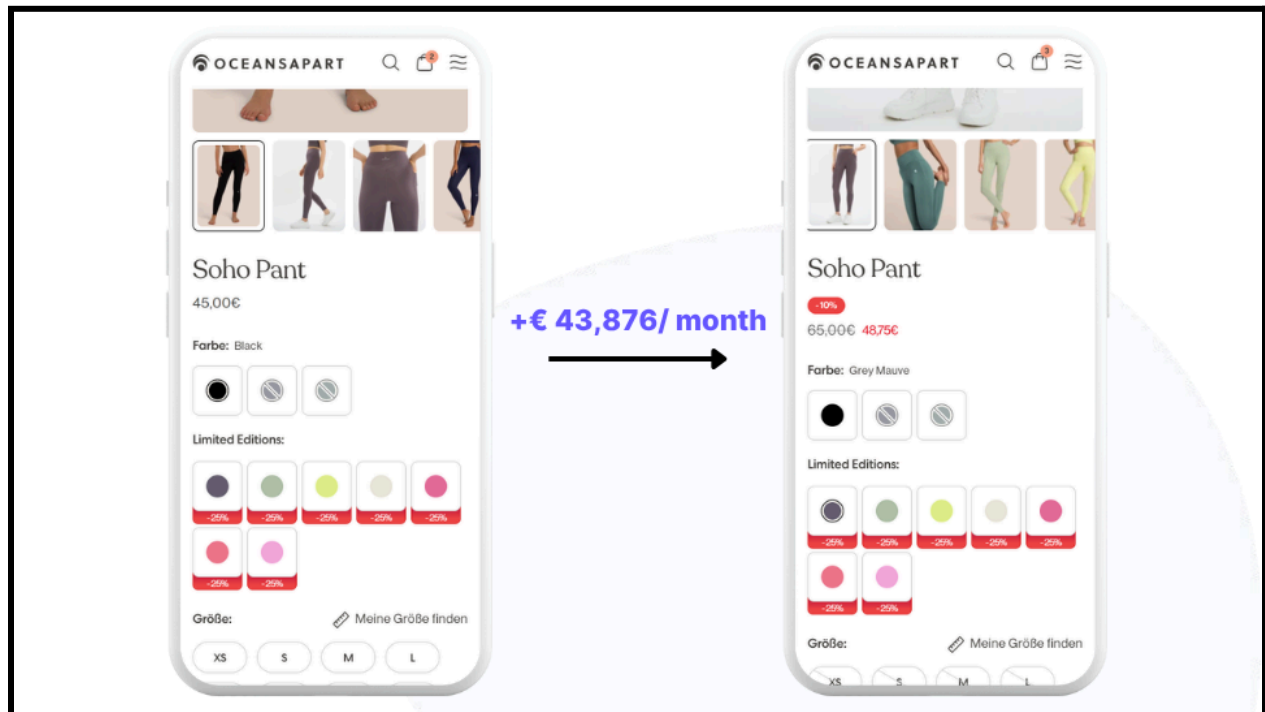 OCEANSAPART
2
Soho Pant
45,00€
Farbe: Black
Limited Editions:
-25% -25% -25% -25% -25%
-25% -25%
Größe: Meine Größe finden
XS S M L
+€ 43,876/ month
OCEANSAPART
3
Soho Pant
-10%
65,00€ 48,75€
Farbe: Grey Mauve
Limited Editions:
-25% -25% -25% -25% -25%
-25% -25%
Größe: Meine Größe finden
XS S M L